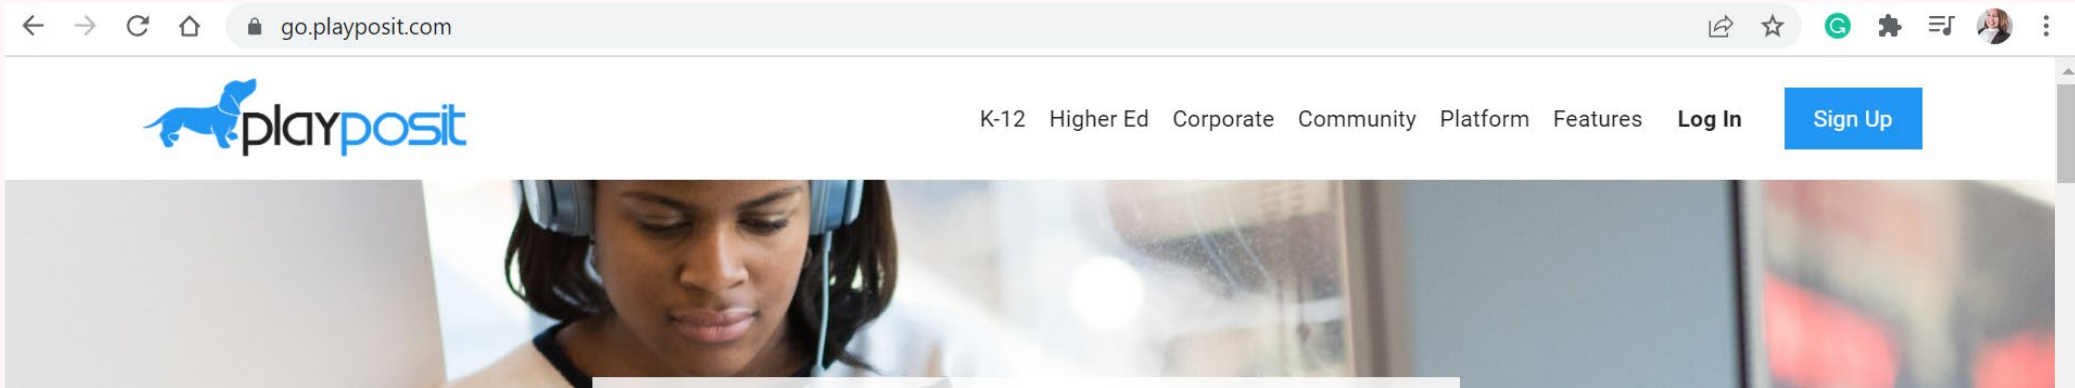 go.playposit.com
playposit
K-12 Higher Ed Corporate Community Platform Features Log In Sign Up